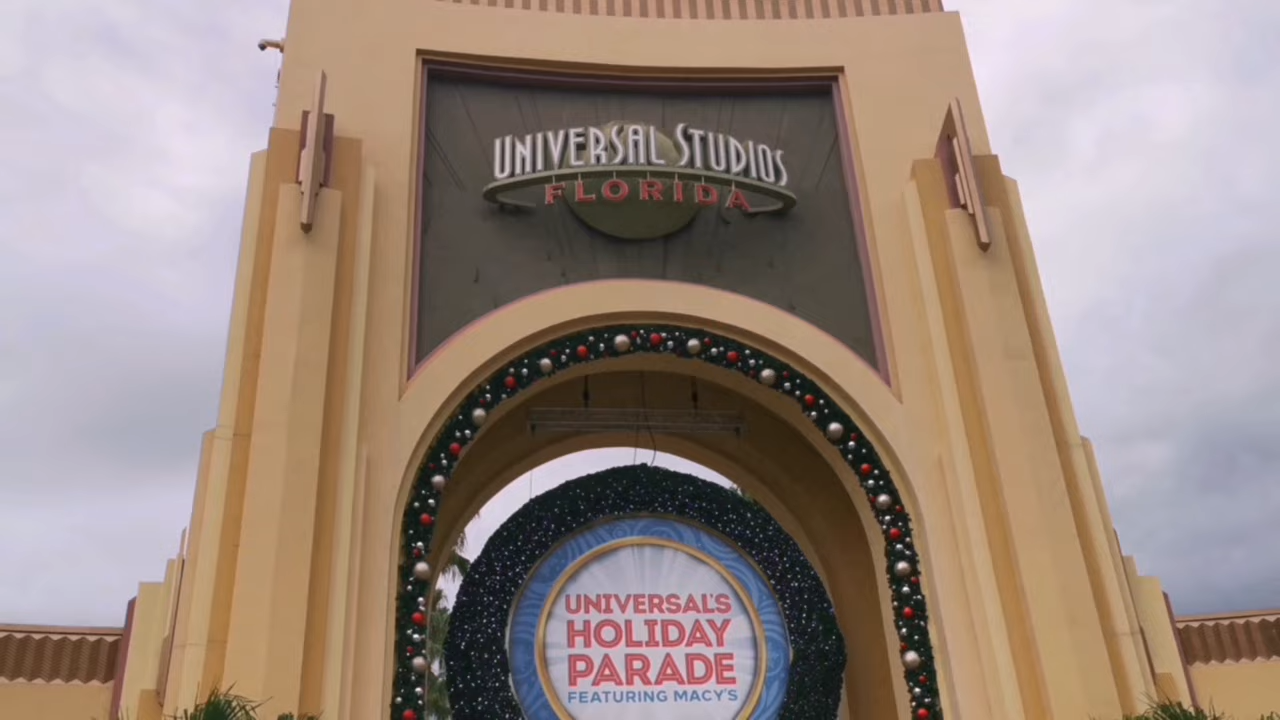 UNIVERSAL STUDIOS
FLORIDA
UNIVERSAL'S
HOLIDAY
PARADE
FEATURING MACY'S